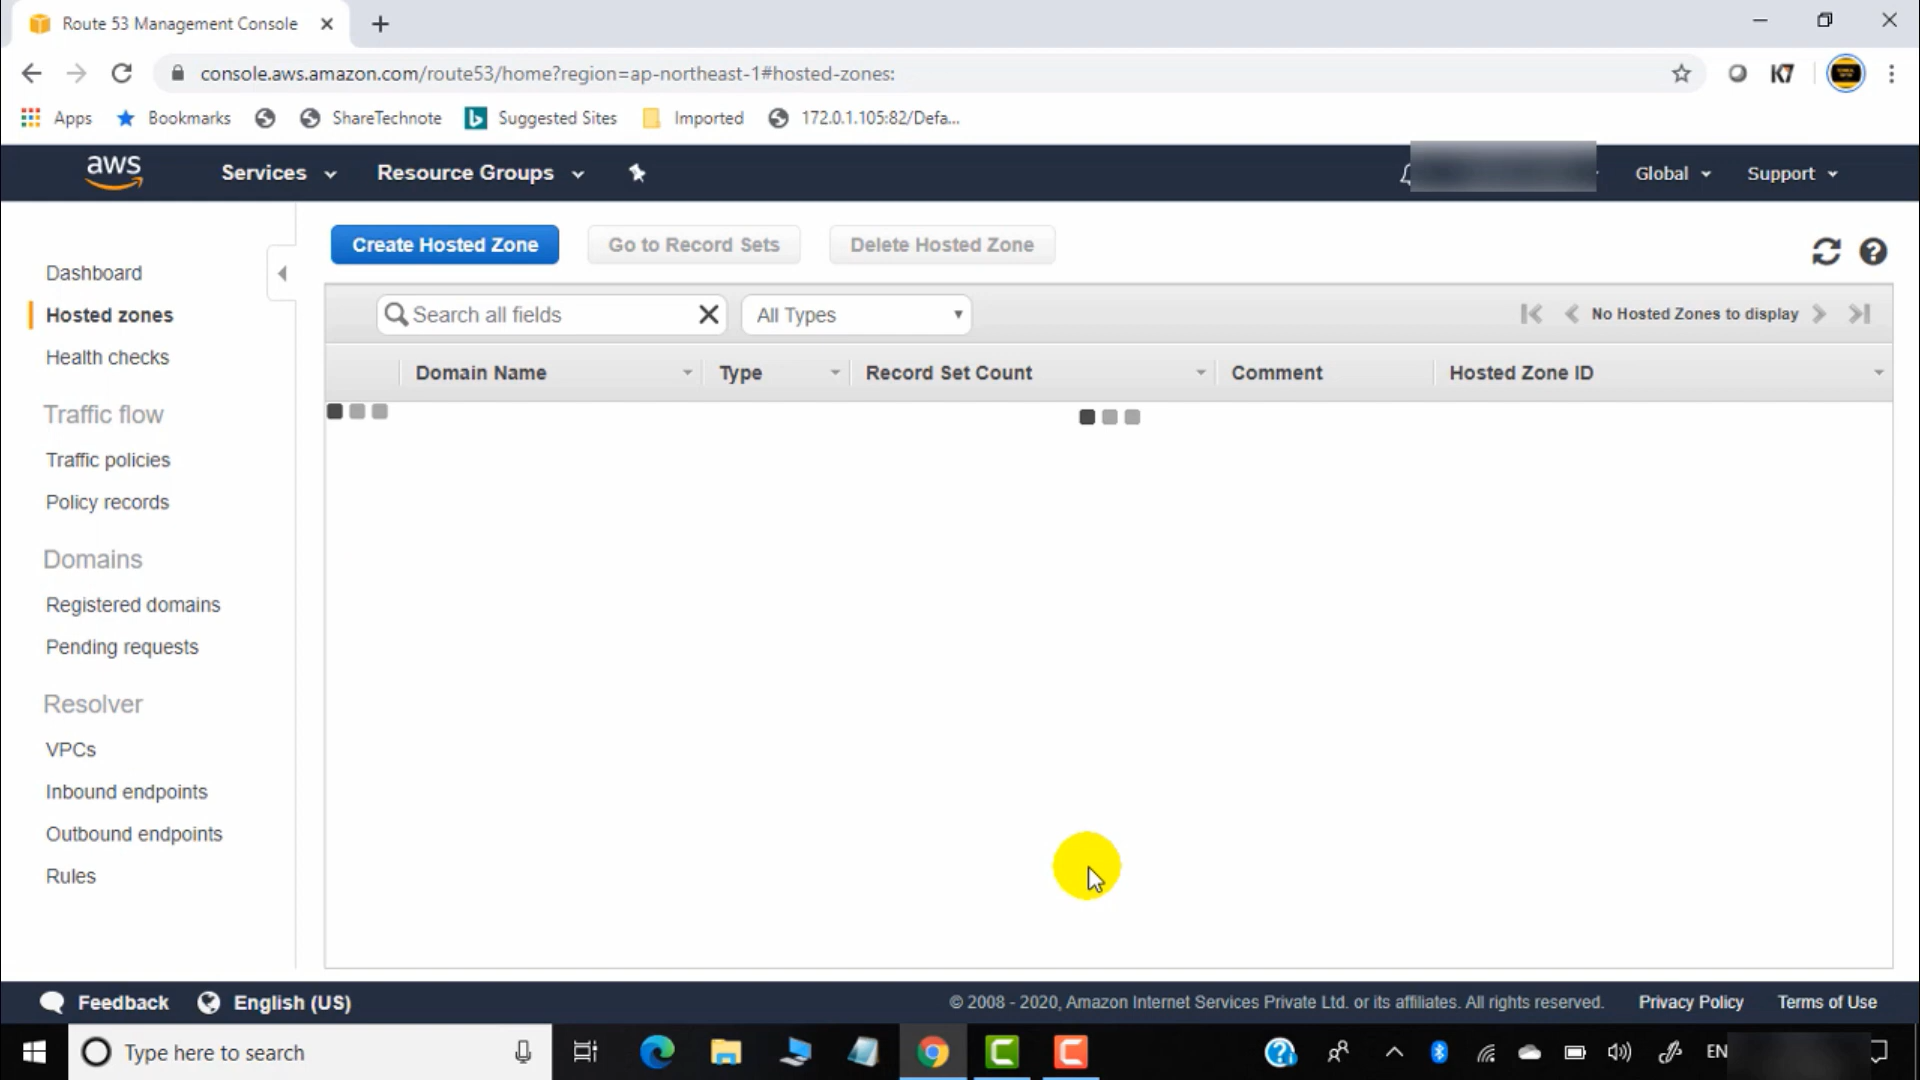 Route 53 Management Console
console.aws.amazon.com/route53/home?region=ap-northeast-1#hosted-zones:
K7
Apps
Bookmarks
ShareTechnote
Suggested Sites
Imported
172.0.1.105:82/Defa...
aws
Services
Resource Groups
Global
Support
Create Hosted Zone
Go to Record Sets
Delete Hosted Zone
Search all fields
All Types
No Hosted Zones to display
Domain Name
Type
Record Set Count
Comment
Hosted Zone ID
Dashboard
Hosted zones
Health checks
Traffic flow
Traffic policies
Policy records
Domains
Registered domains
Pending requests
Resolver
VPCs
Inbound endpoints
Outbound endpoints
Rules
Feedback
English (US)
© 2008 - 2020, Amazon Internet Services Private Ltd. or its affiliates. All rights reserved.
Privacy Policy
Terms of Use
Type here to search
EN